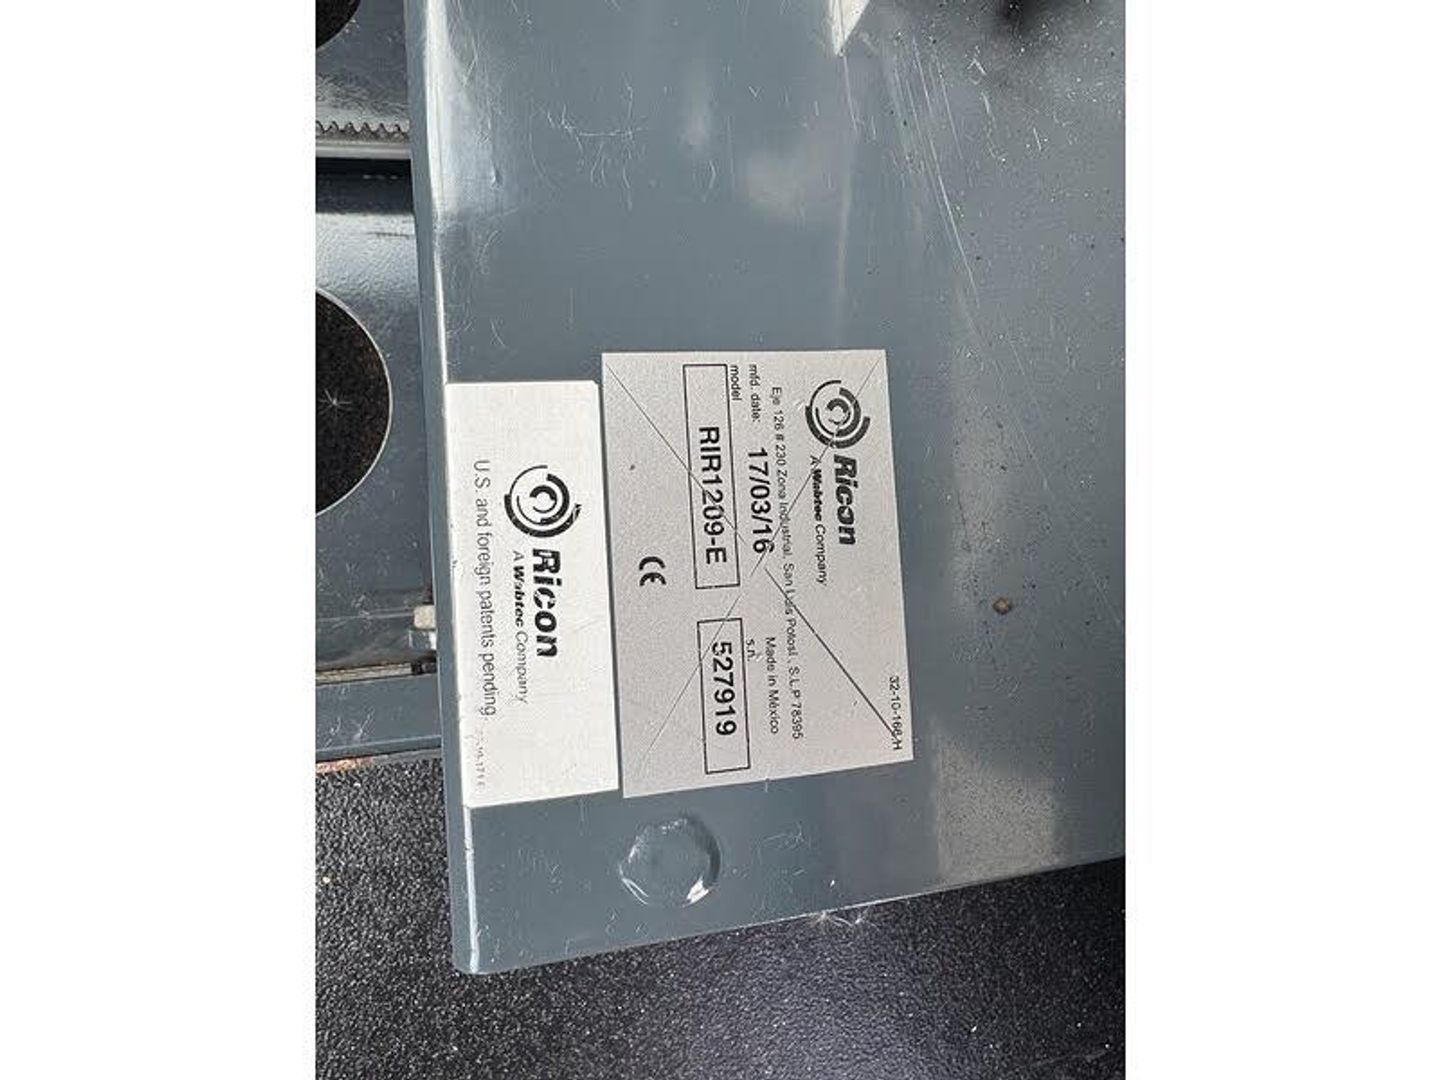 Ricon
A Wabtec Company
32-10-166/H
Eje 126 # 230 Zona Industrial, San Luis Potosí, S.L.P 78395
mfd. date: 17/03/16
Made in México
model
s.n.
RIR1209-E
527919
CE
Ricon
A Wabtec Company
U.S. and foreign patents pending.